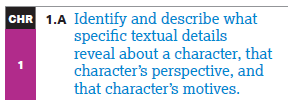 CHR 1.A Identify and describe what
specific textual details
reveal about a character, that
1 character's perspective, and
that character's motives.